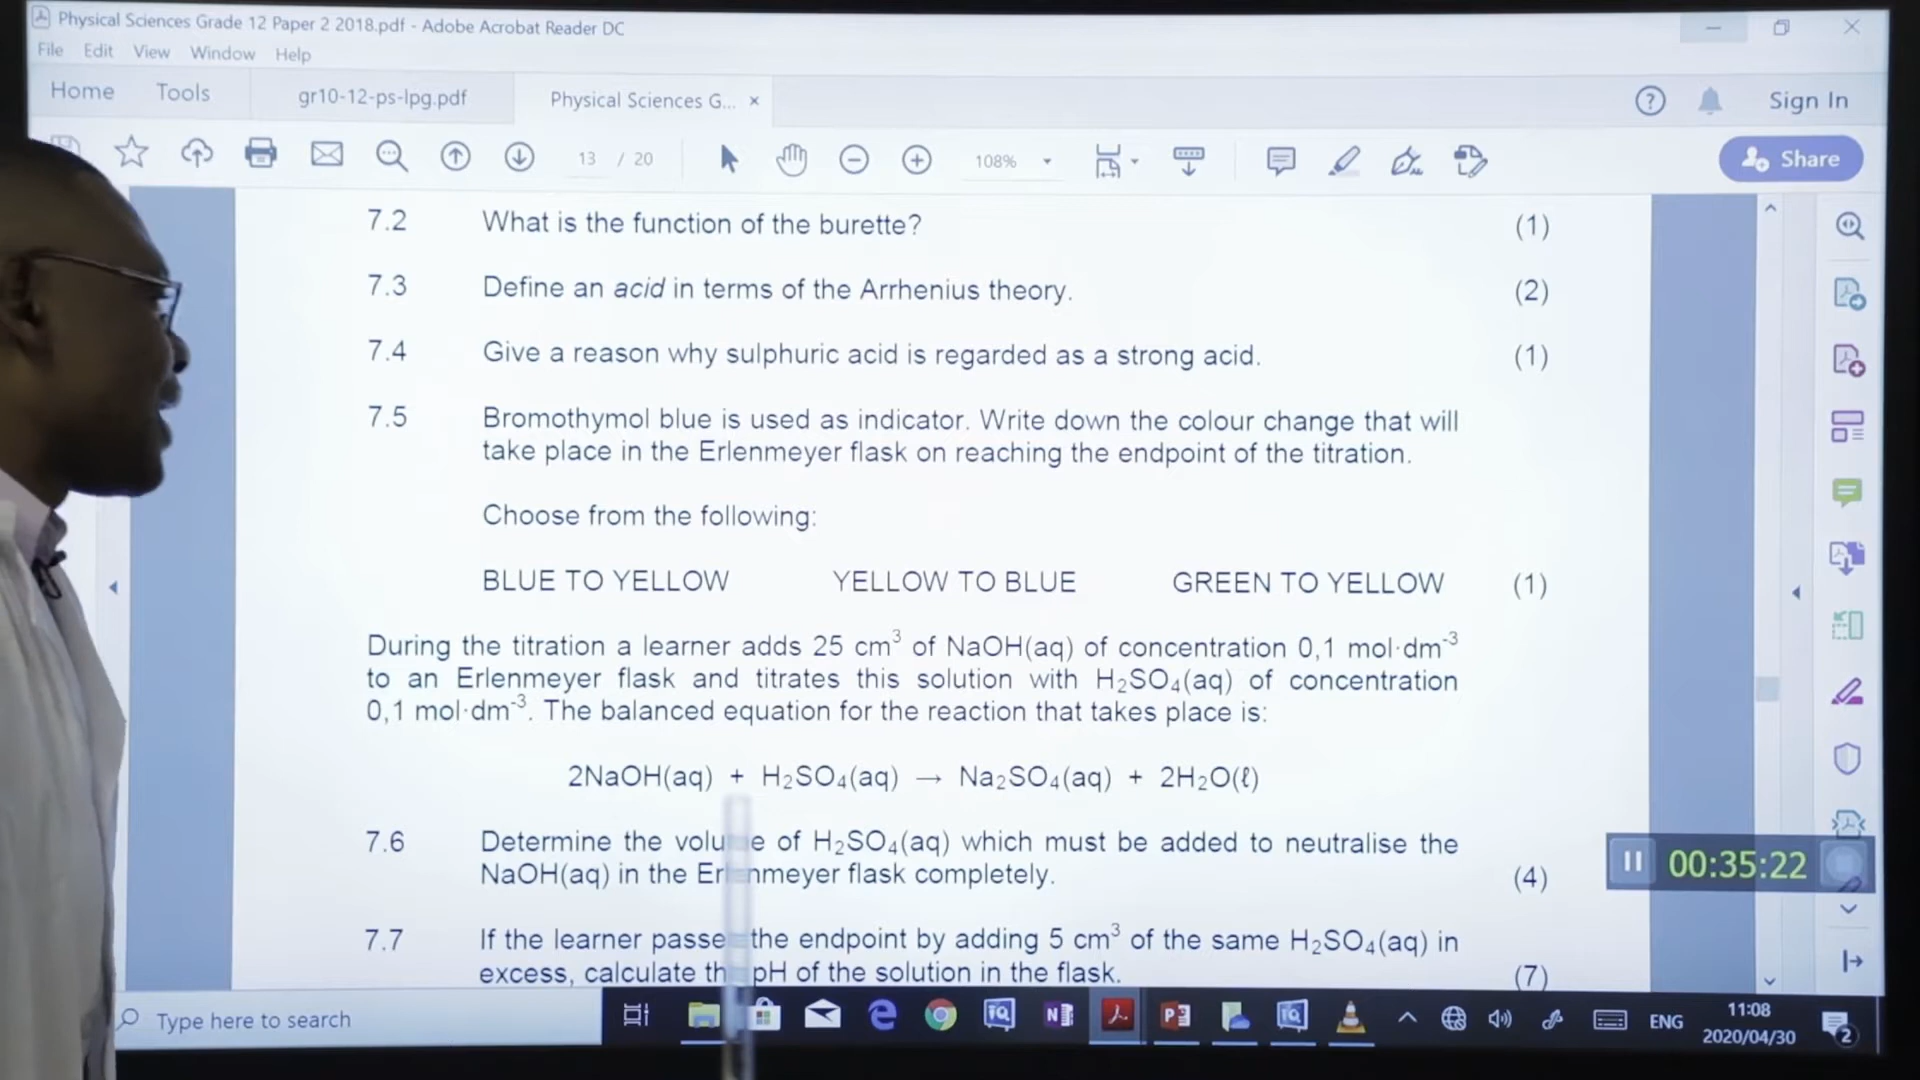 Physical Sciences Grade 12 Paper 2 2018.pdf - Adobe Acrobat Reader DC
File Edit View Window Help
Home Tools gr10-12-ps-lpg.pdf Physical Sciences G... × Sign In
13 / 20 108% Share
7.2 What is the function of the burette? (1)
7.3 Define an acid in terms of the Arrhenius theory. (2)
7.4 Give a reason why sulphuric acid is regarded as a strong acid. (1)
7.5 Bromothymol blue is used as indicator. Write down the colour change that will
take place in the Erlenmeyer flask on reaching the endpoint of the titration.
Choose from the following:
BLUE TO YELLOW YELLOW TO BLUE GREEN TO YELLOW (1)
During the titration a learner adds 25 cm³ of NaOH(aq) of concentration 0,1 mol·dm⁻³
to an Erlenmeyer flask and titrates this solution with H₂SO₄(aq) of concentration
0,1 mol·dm⁻³. The balanced equation for the reaction that takes place is:
2NaOH(aq) + H₂SO₄(aq) → Na₂SO₄(aq) + 2H₂O(ℓ)
7.6 Determine the volume of H₂SO₄(aq) which must be added to neutralise the
NaOH(aq) in the Erlenmeyer flask completely. (4)
00:35:22
7.7 If the learner passes the endpoint by adding 5 cm³ of the same H₂SO₄(aq) in
excess, calculate the pH of the solution in the flask. (7)
Type here to search ENG 11:08
2020/04/30 2